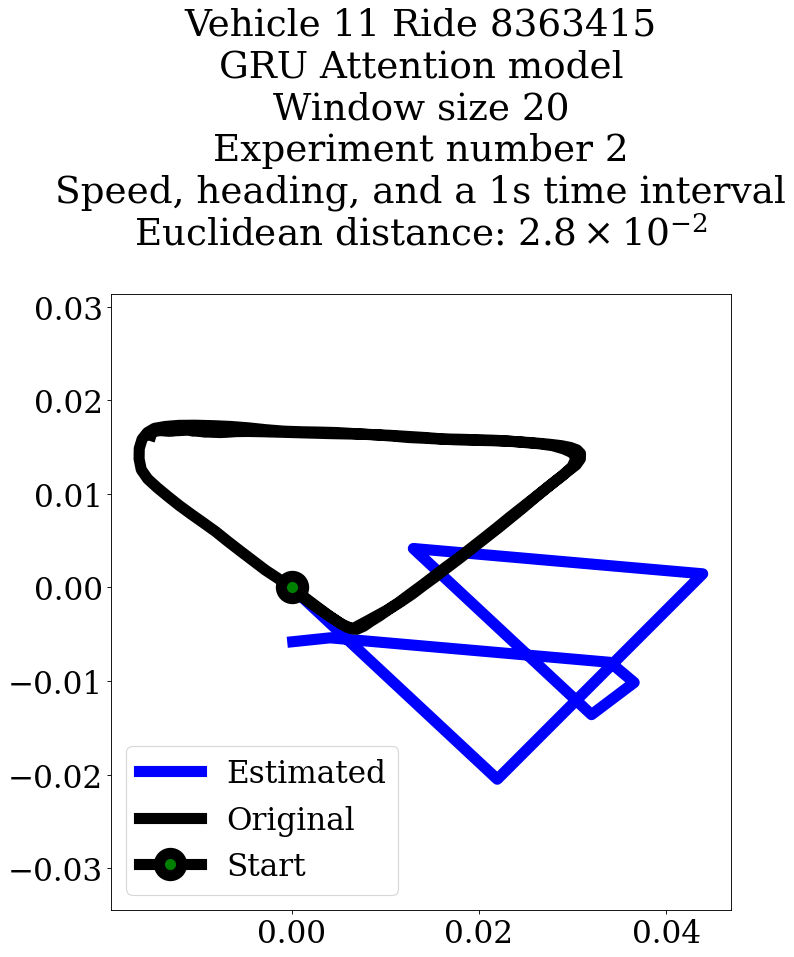 Vehicle 11 Ride 8363415
GRU Attention model
Window size 20
Experiment number 2
Speed, heading, and a 1s time interval
Euclidean distance: 2.8 × 10⁻²
0.03
0.02
0.01
0.00
−0.01
−0.02
−0.03
Estimated
Original
Start
0.00 0.02 0.04